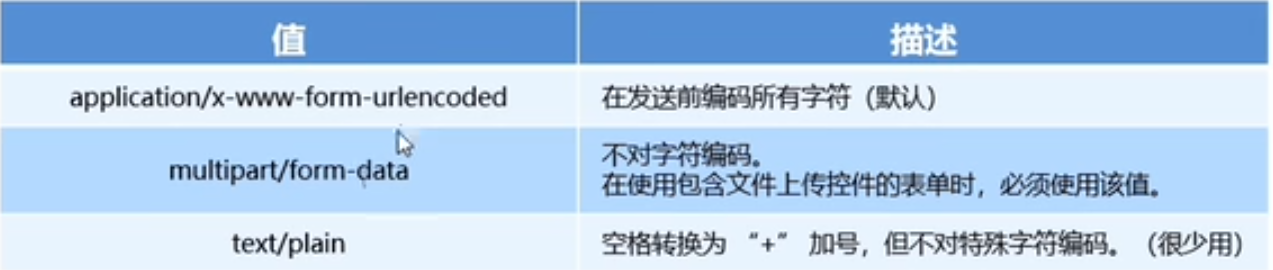 值
描述
application/x-www-form-urlencoded
在发送前编码所有字符（默认）
multipart/form-data
不对字符编码。
在使用包含文件上传控件的表单时，必须使用该值。
text/plain
空格转换为 “+” 加号，但不对特殊字符编码。（很少用）